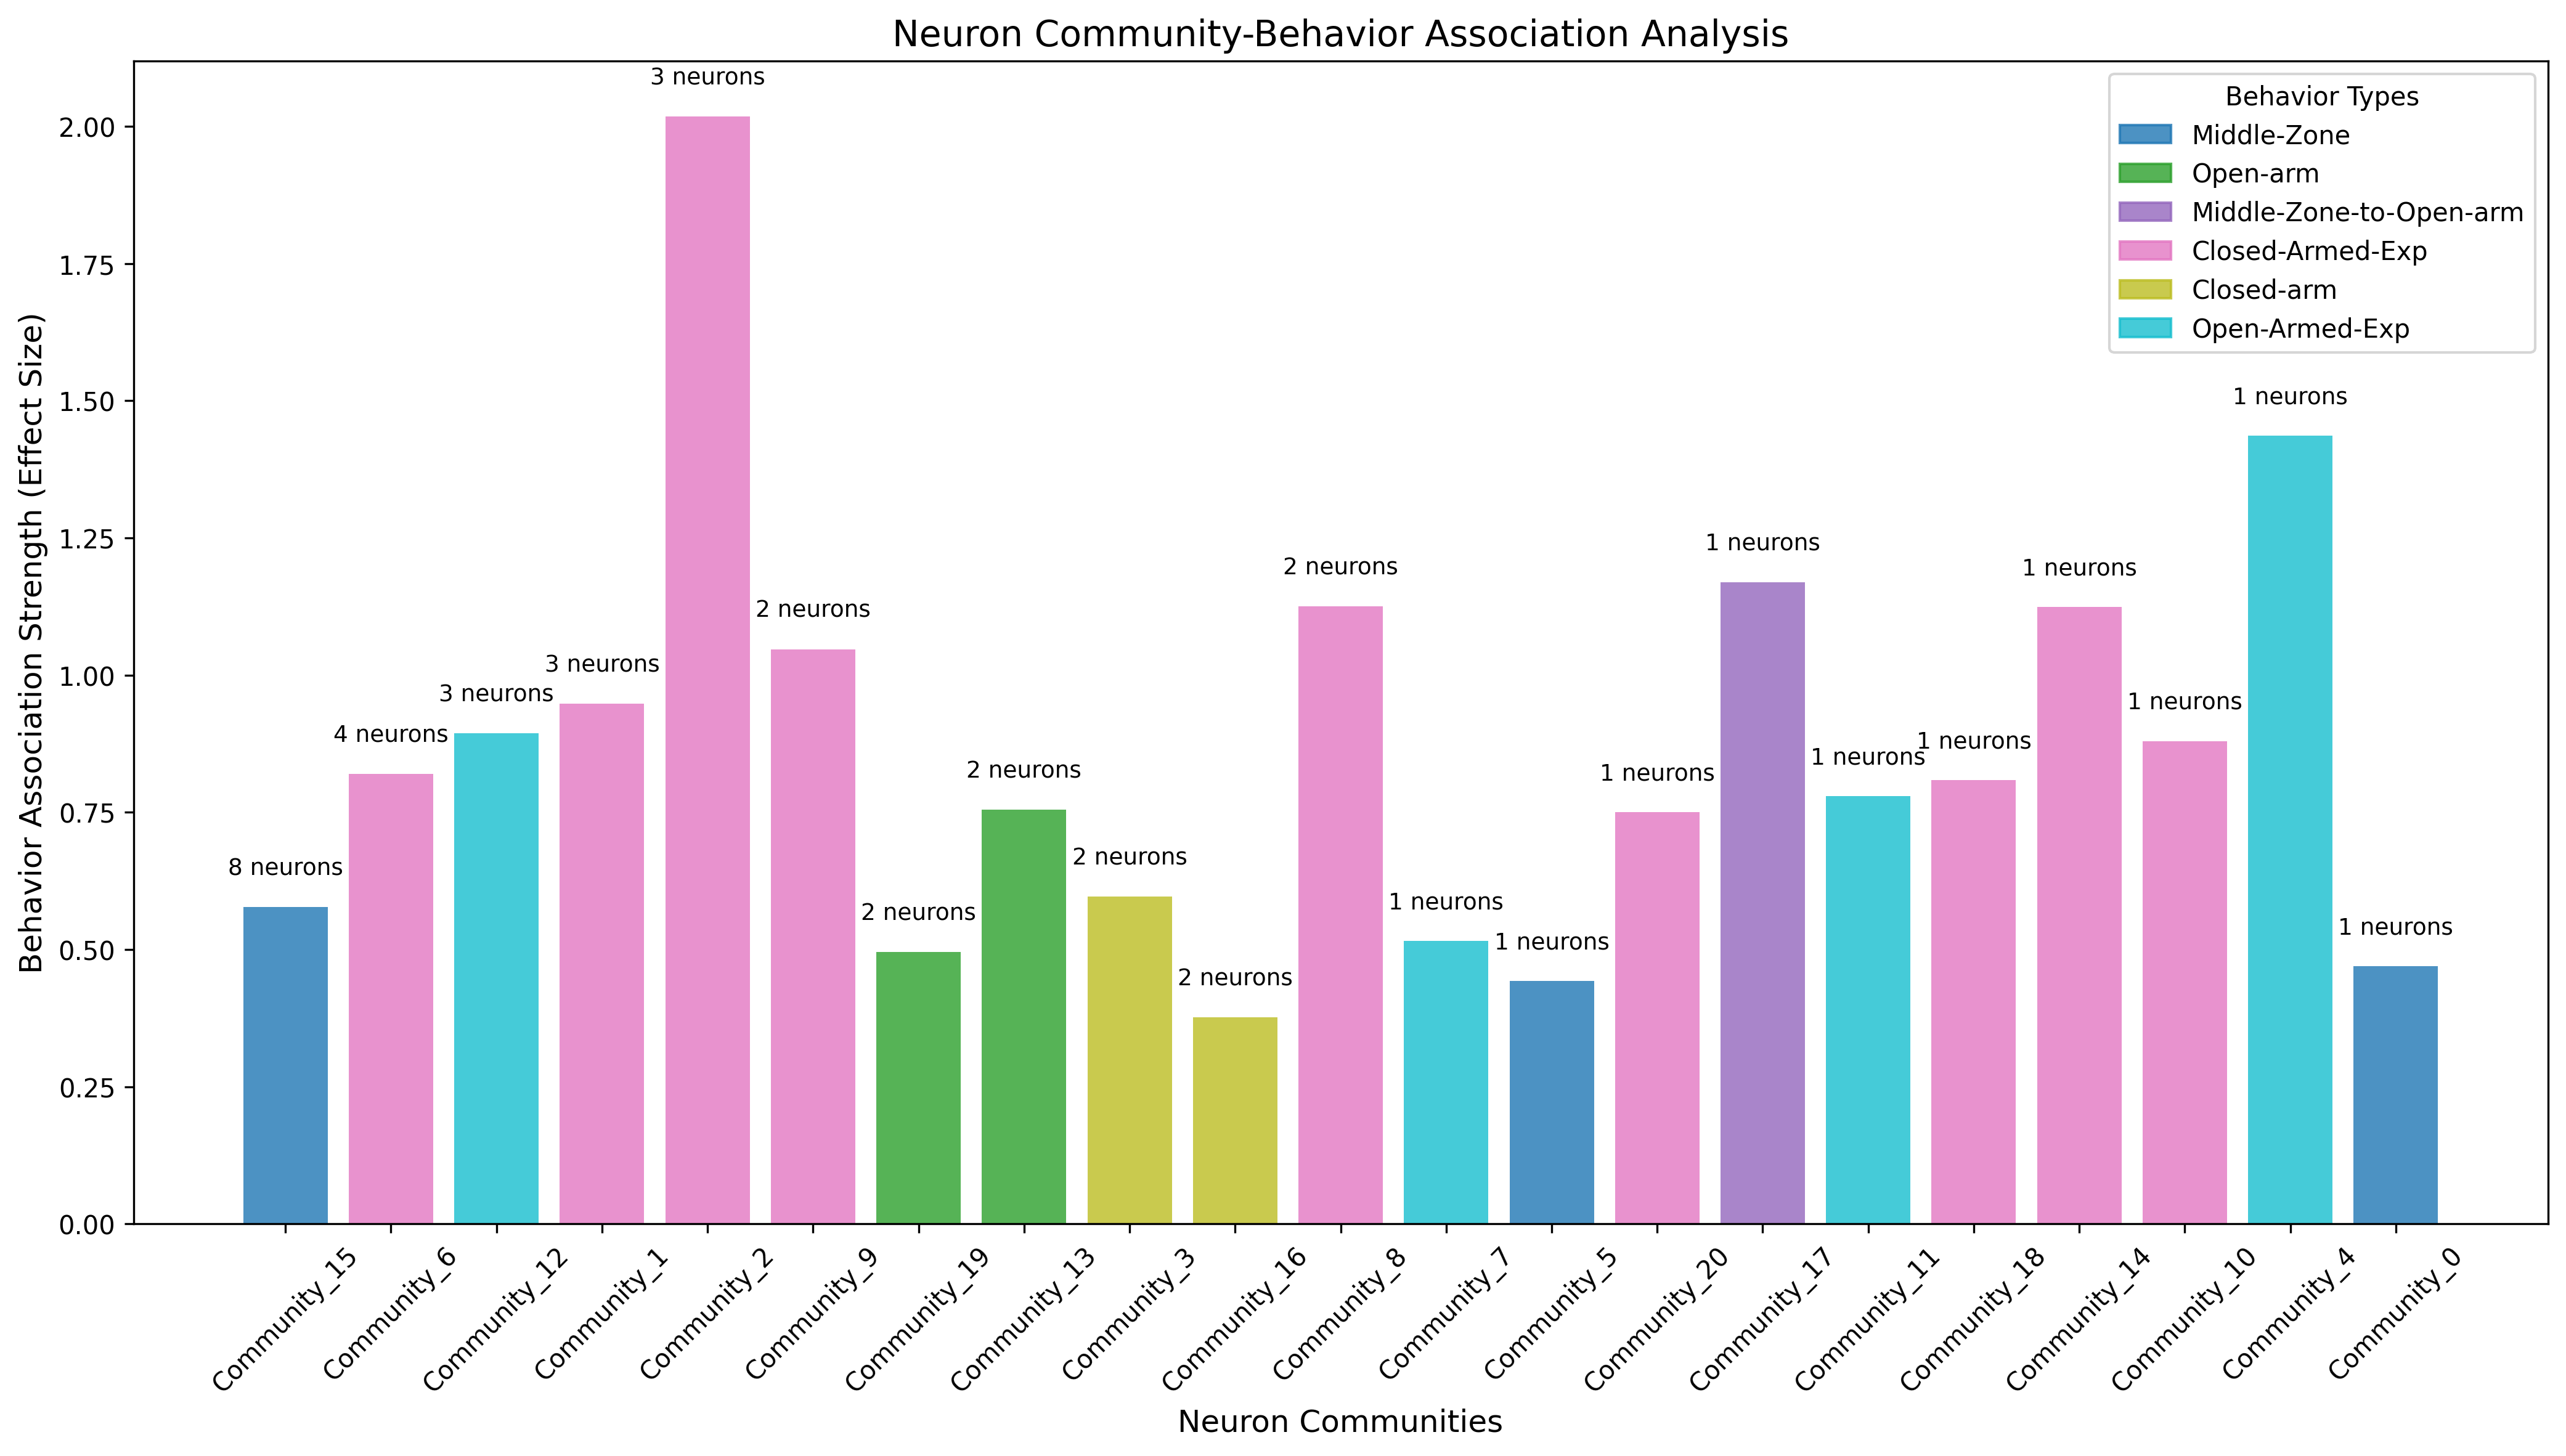 Neuron Community-Behavior Association Analysis
Behavior Association Strength (Effect Size)
2.00
1.75
1.50
1.25
1.00
0.75
0.50
0.25
0.00
8 neurons
4 neurons
3 neurons
3 neurons
3 neurons
2 neurons
2 neurons
2 neurons
2 neurons
2 neurons
2 neurons
1 neurons
1 neurons
1 neurons
1 neurons
1 neurons
1 neurons
1 neurons
1 neurons
1 neurons
1 neurons
Behavior Types
Middle-Zone
Open-arm
Middle-Zone-to-Open-arm
Closed-Armed-Exp
Closed-arm
Open-Armed-Exp
Community_15
Community_6
Community_12
Community_1
Community_2
Community_9
Community_19
Community_13
Community_3
Community_16
Community_8
Community_7
Community_5
Community_20
Community_17
Community_11
Community_18
Community_14
Community_10
Community_4
Community_0
Neuron Communities